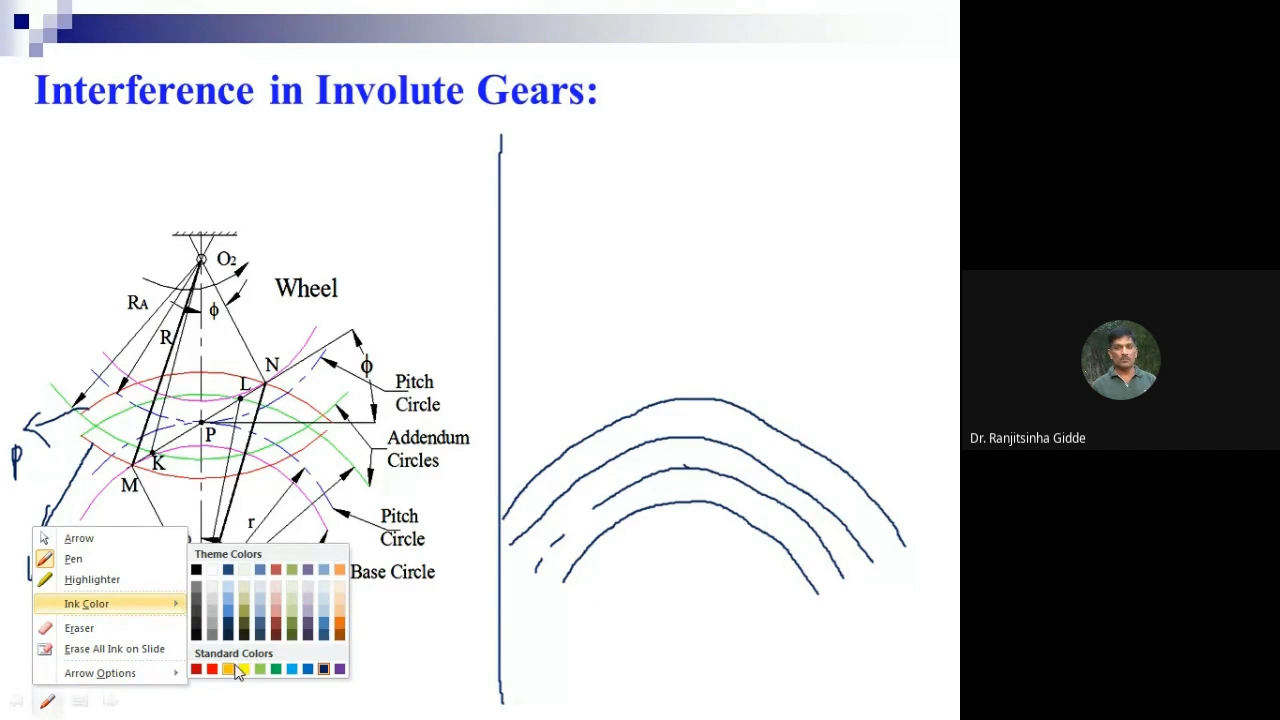 Interference in Involute Gears:
O2
Wheel
RA
ϕ
R
N
ϕ
L
Pitch
Circle
P
Addendum
Circles
K
M
P
r
Pitch
Circle
Base Circle
Arrow
Pen
Highlighter
Ink Color
Eraser
Erase All Ink on Slide
Arrow Options
Theme Colors
Standard Colors
Dr. Ranjitsinha Gidde